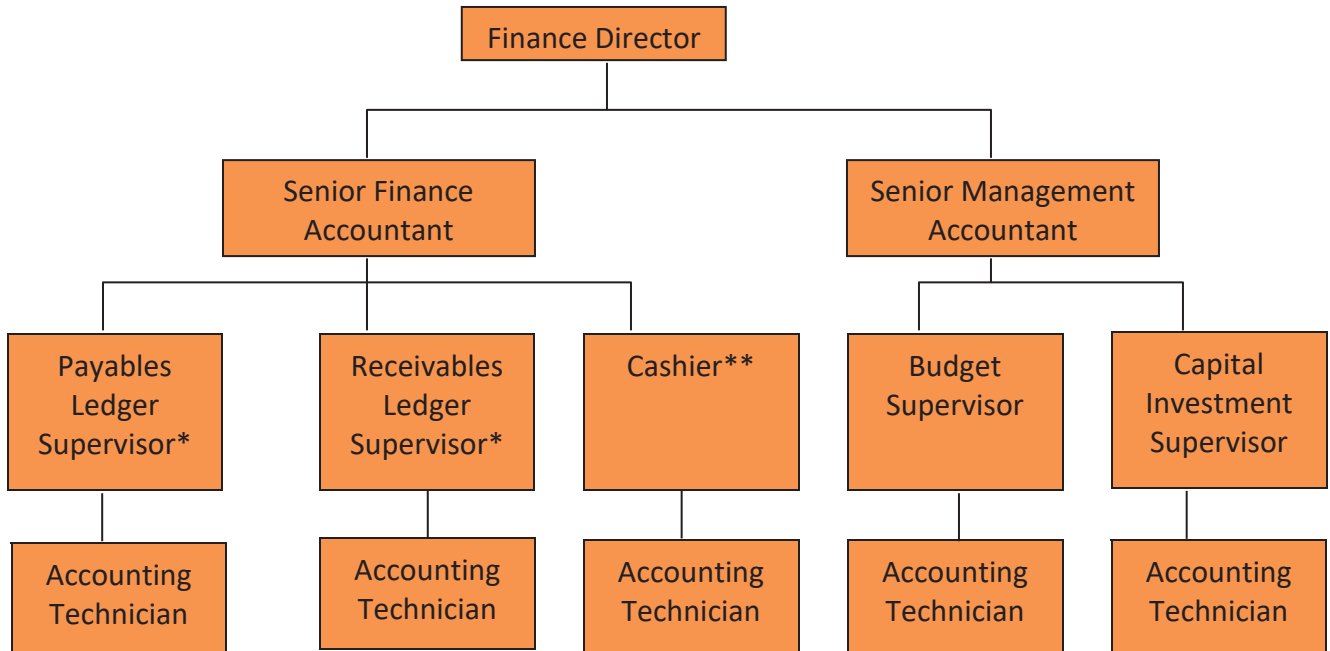 Finance Director
Senior Finance
Accountant
Senior Management
Accountant
Payables
Ledger
Supervisor*
Receivables
Ledger
Supervisor*
Cashier**
Budget
Supervisor
Capital
Investment
Supervisor
Accounting
Technician
Accounting
Technician
Accounting
Technician
Accounting
Technician
Accounting
Technician